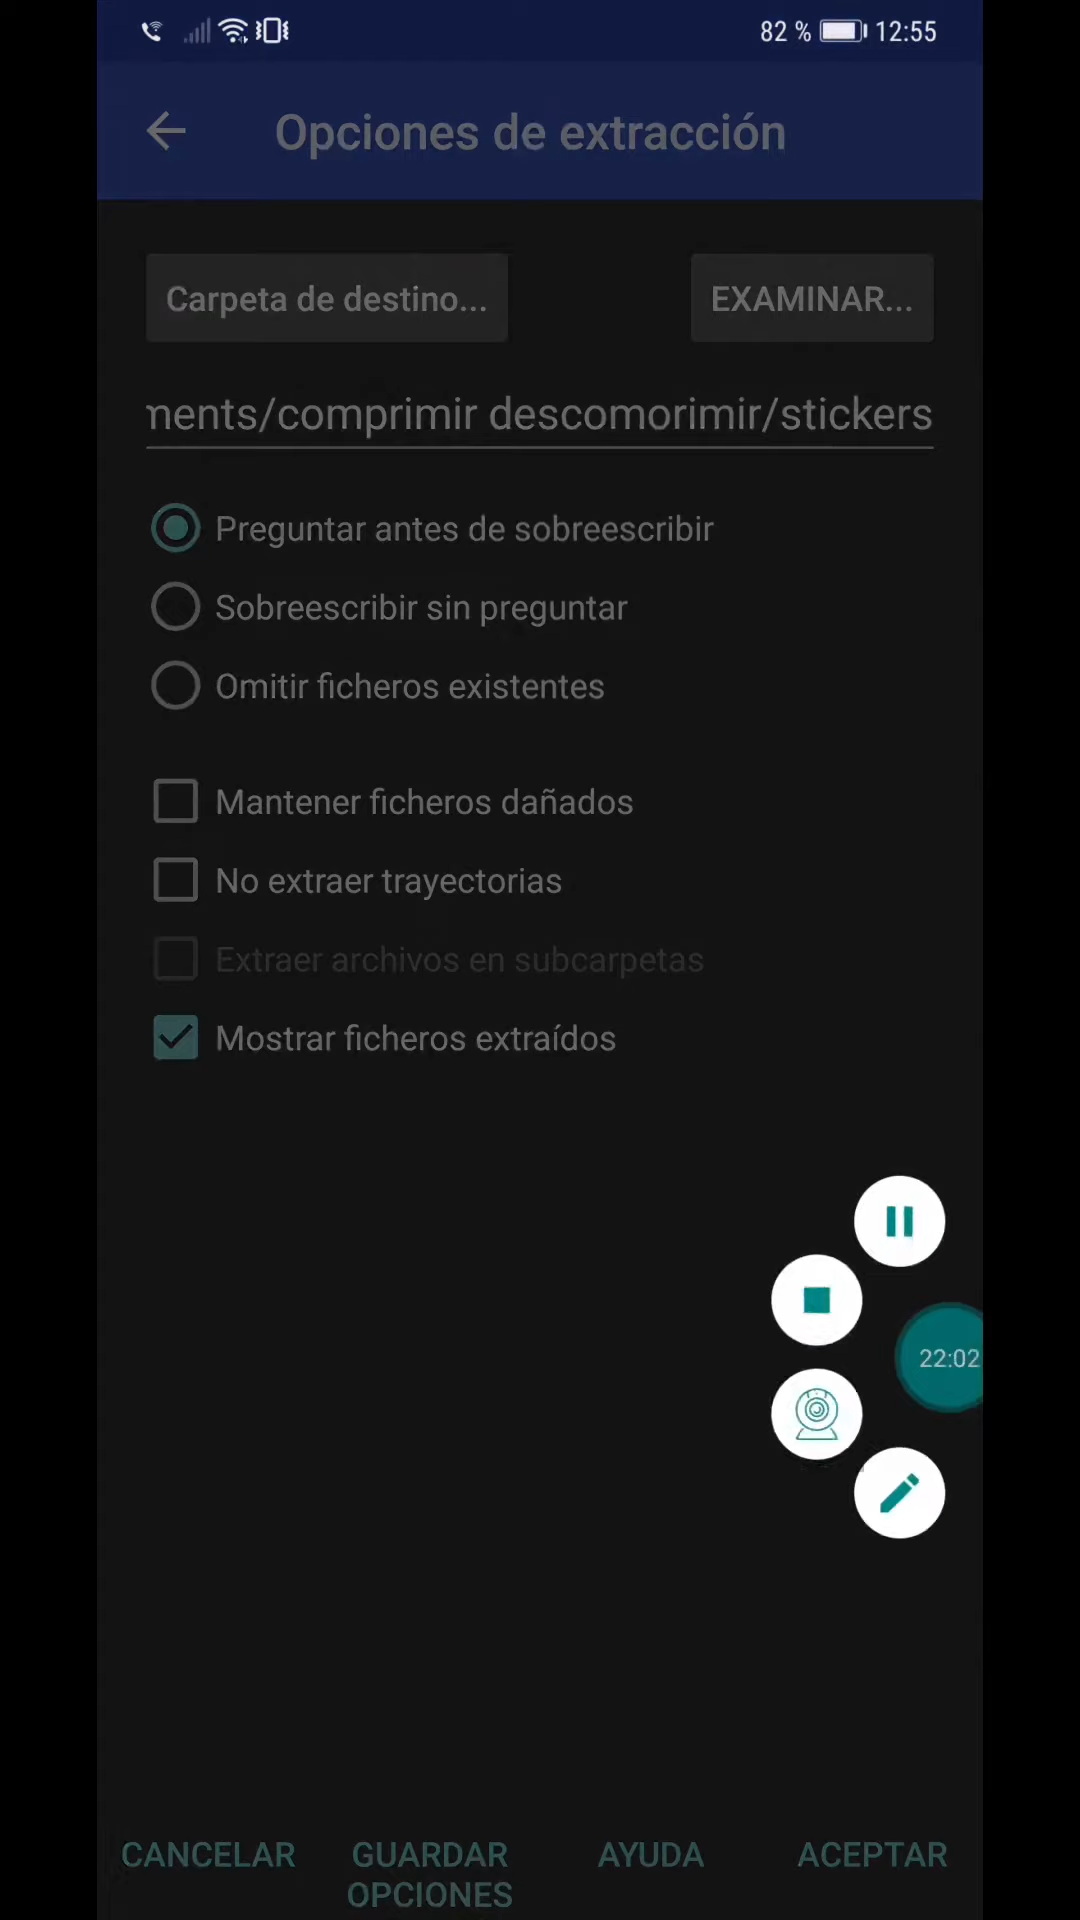 82 % 12:55
Opciones de extracción
Carpeta de destino...
EXAMINAR...
nents/comprimir descomorimir/stickers
Preguntar antes de sobreescribir
Sobreescribir sin preguntar
Omitir ficheros existentes
Mantener ficheros dañados
No extraer trayectorias
Extraer archivos en subcarpetas
Mostrar ficheros extraídos
22:02
CANCELAR
GUARDAR
OPCIONES
AYUDA
ACEPTAR